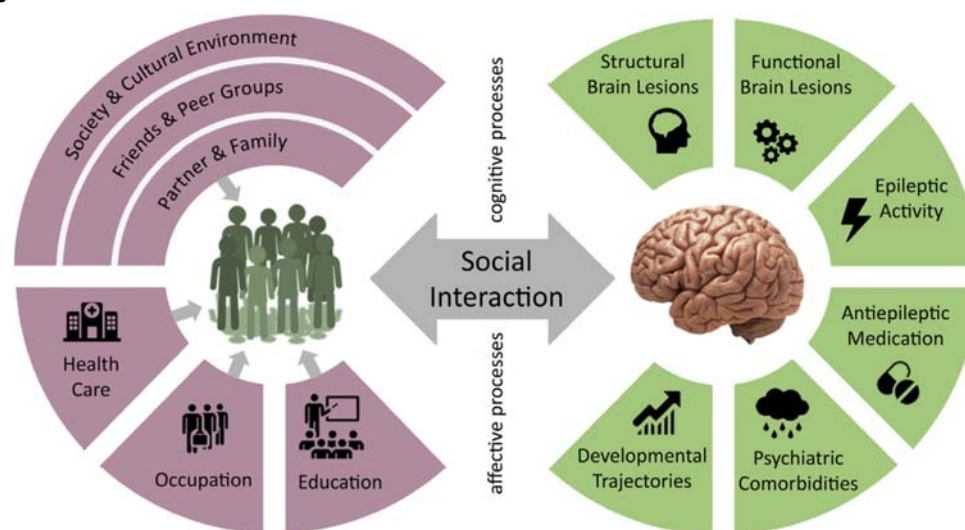 Society & Cultural Environment
Friends & Peer Groups
Partner & Family
Health
Care
Occupation
Education
cognitive processes
Social
Interaction
affective processes
Structural
Brain Lesions
Functional
Brain Lesions
Epileptic
Activity
Antiepileptic
Medication
Psychiatric
Comorbidities
Developmental
Trajectories